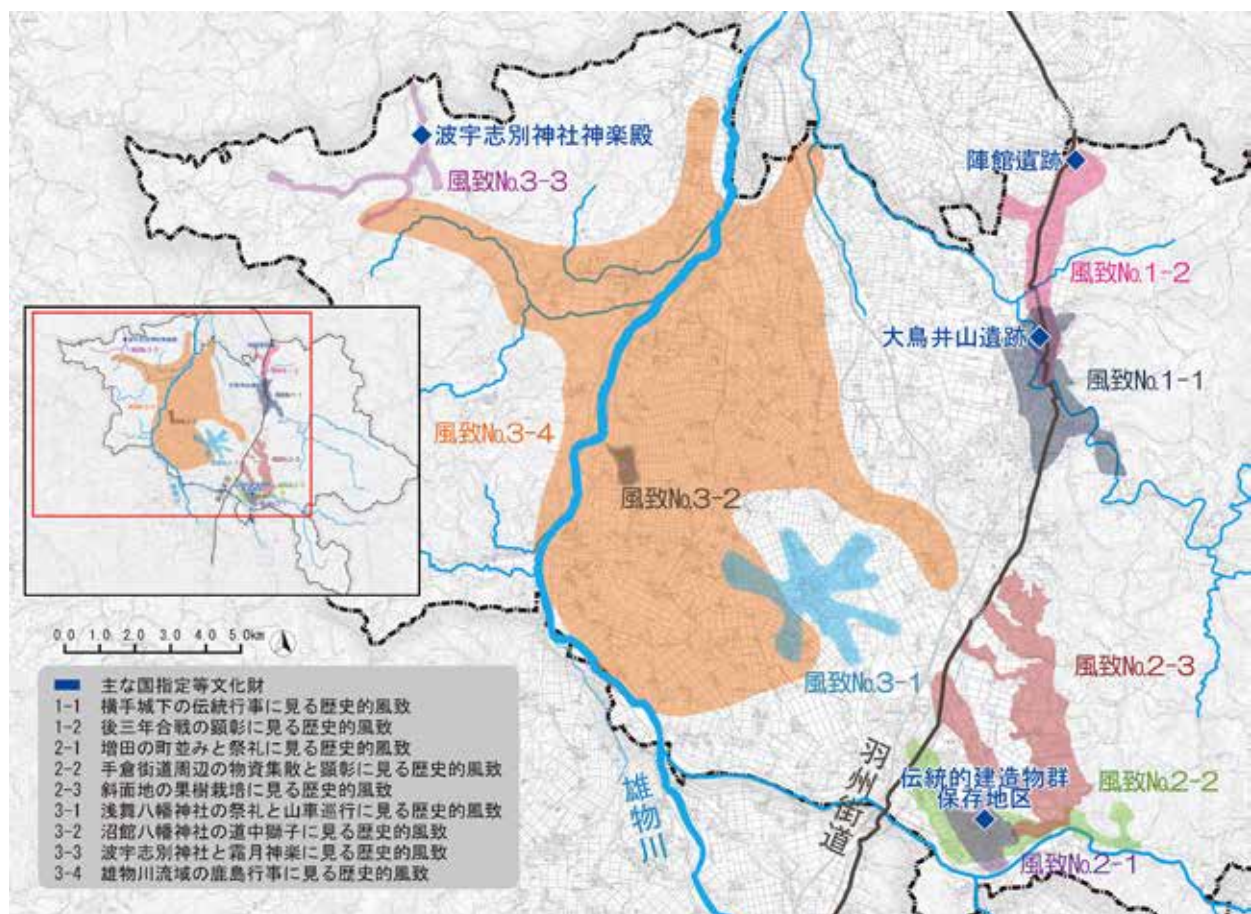 波宇志別神社神楽殿
風致No.3-3
陣館遺跡
風致No.1-2
大鳥井山遺跡
風致No.1-1
風致No.3-4
風致No.3-2
風致No.3-1
風致No.2-3
羽州街道
雄物川
伝統的建造物群
保存地区
風致No.2-2
風致No.2-1
0.0 1.0 2.0 3.0 4.0 5.0km
主な国指定等文化財
1-1 横手城下の伝統行事に見る歴史的風致
1-2 後三年合戦の顕彰に見る歴史的風致
2-1 増田の町並みと祭礼に見る歴史的風致
2-2 手倉街道周辺の物資集散と顕彰に見る歴史的風致
2-3 斜面地の果樹栽培に見る歴史的風致
3-1 浅舞八幡神社の祭礼と山車巡行に見る歴史的風致
3-2 沼館八幡神社の道中獅子に見る歴史的風致
3-3 波宇志別神社と霜月神楽に見る歴史的風致
3-4 雄物川流域の鹿島行事に見る歴史的風致